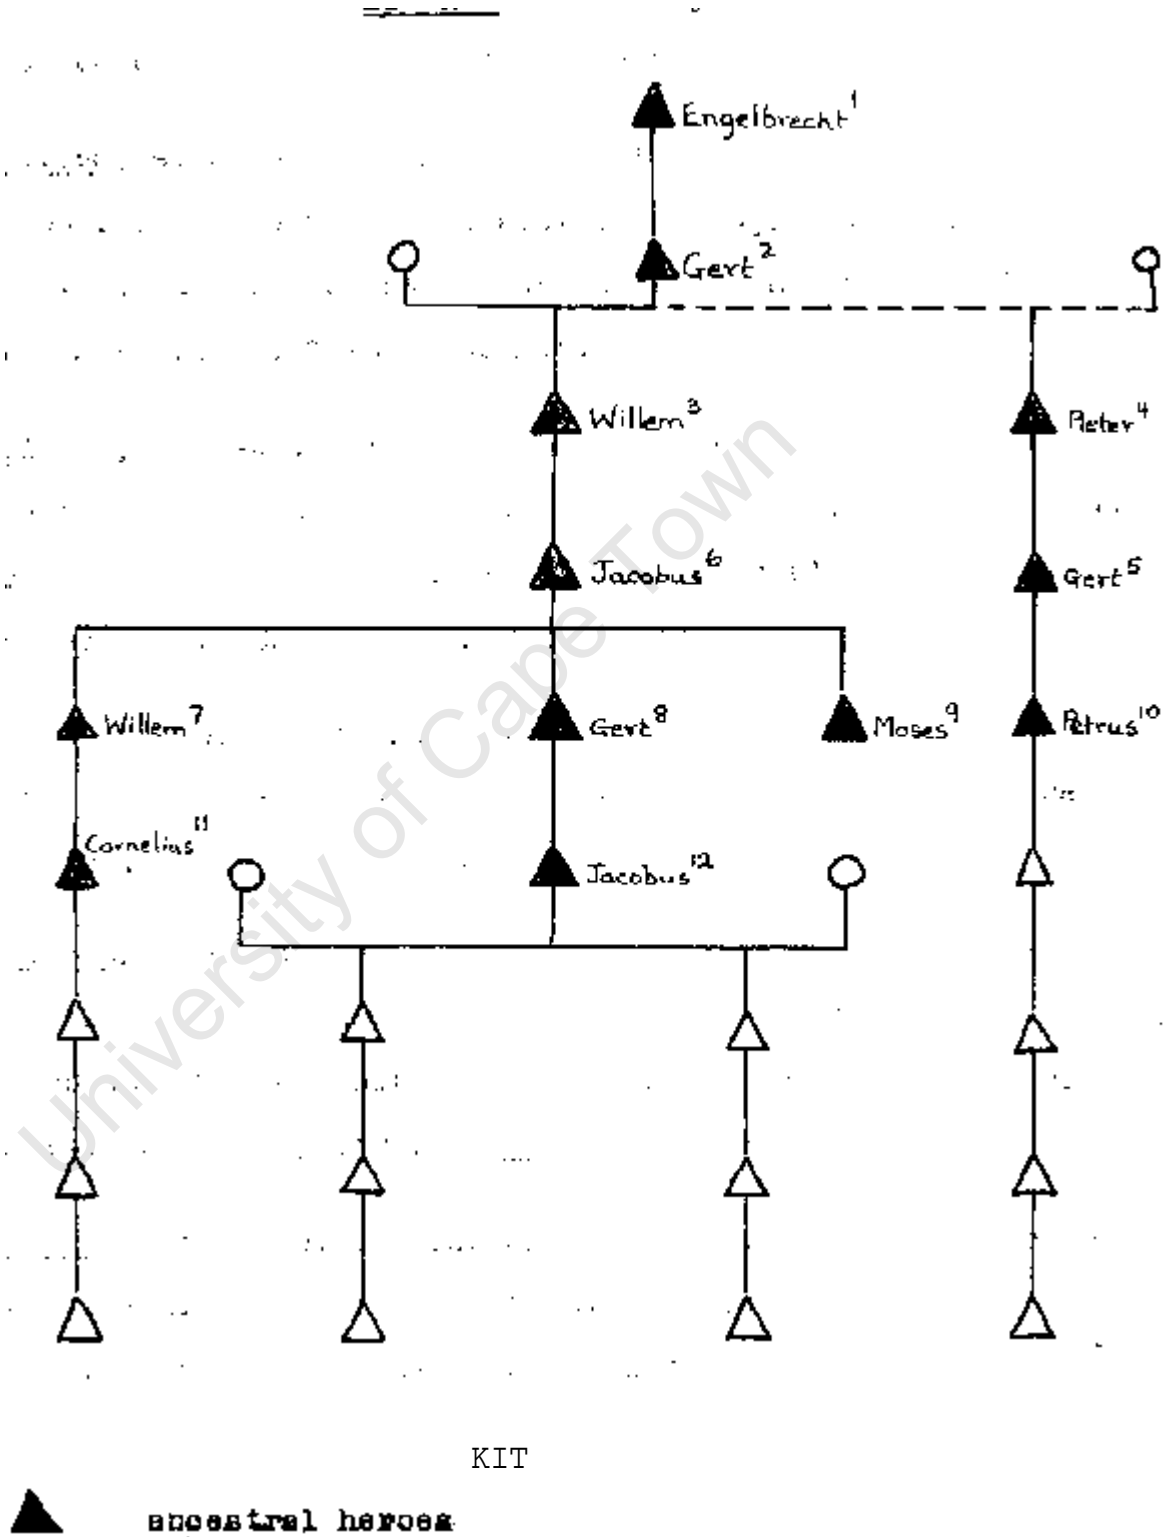 Engelbrecht¹
Gert²
Willem³
Pieter⁴
Jacobus⁶
Gert⁵
Willem⁷
Gert⁸
Moses⁹
Petrus¹⁰
Cornelius¹¹
Jacobus¹²
University of Cape Town
KIT
ancestral heroes